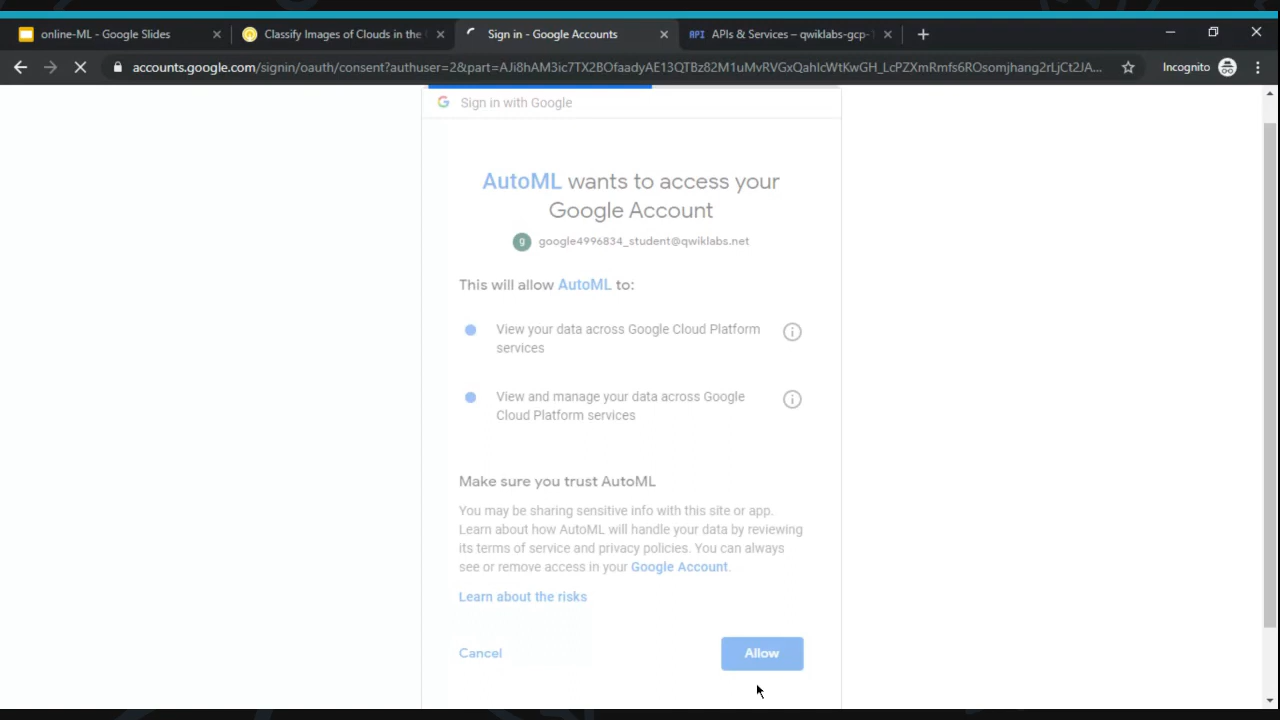 online-ML - Google Slides
Classify Images of Clouds in the
Sign in - Google Accounts
API APIs & Services – qwiklabs-gcp-
accounts.google.com/signin/oauth/consent?authuser=2&part=AJi8hAM3ic7TX2BOfaadyAE13QTBz82M1uMvRVGxQahIcWtKwGH_LcPZXmRmfs6ROsomjhang2rLjCt2JA...
Incognito
Sign in with Google
AutoML wants to access your
Google Account
g google4996834_student@qwiklabs.net
This will allow AutoML to:
View your data across Google Cloud Platform
services
View and manage your data across Google
Cloud Platform services
Make sure you trust AutoML
You may be sharing sensitive info with this site or app.
Learn about how AutoML will handle your data by reviewing
its terms of service and privacy policies. You can always
see or remove access in your Google Account.
Learn about the risks
Cancel
Allow